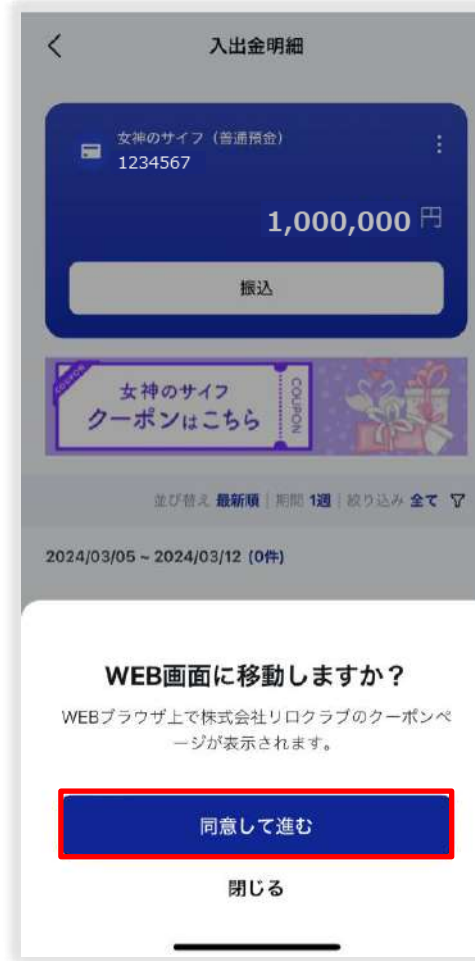 入出金明細
女神のサイフ（普通預金）
1234567
1,000,000 円
振込
COUPON
女神のサイフ
クーポンはこちら
COUPON
並び替え 最新順 | 期間 1週 | 絞り込み 全て
2024/03/05 ~ 2024/03/12 (0件)
WEB画面に移動しますか？
WEBブラウザ上で株式会社リロクラブのクーポンペ
ージが表示されます。
同意して進む
閉じる